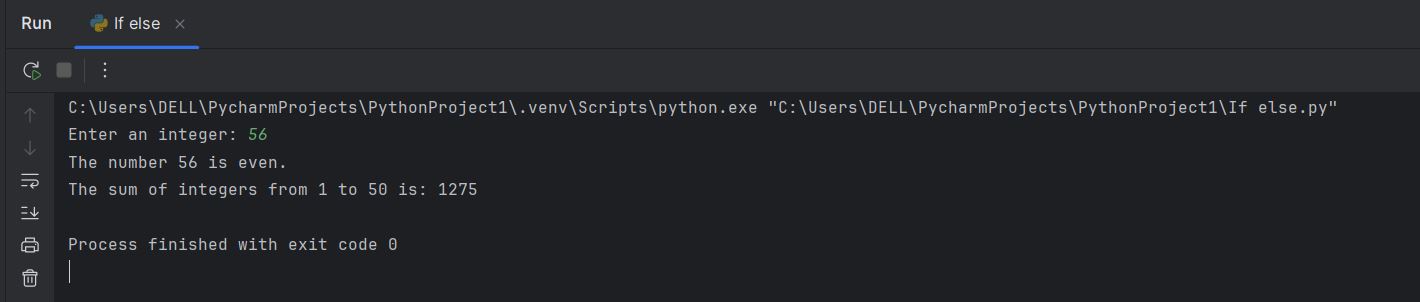 Run
If else
C:\Users\DELL\PycharmProjects\PythonProject1\.venv\Scripts\python.exe "C:\Users\DELL\PycharmProjects\PythonProject1\If else.py"
Enter an integer: 56
The number 56 is even.
The sum of integers from 1 to 50 is: 1275
Process finished with exit code 0